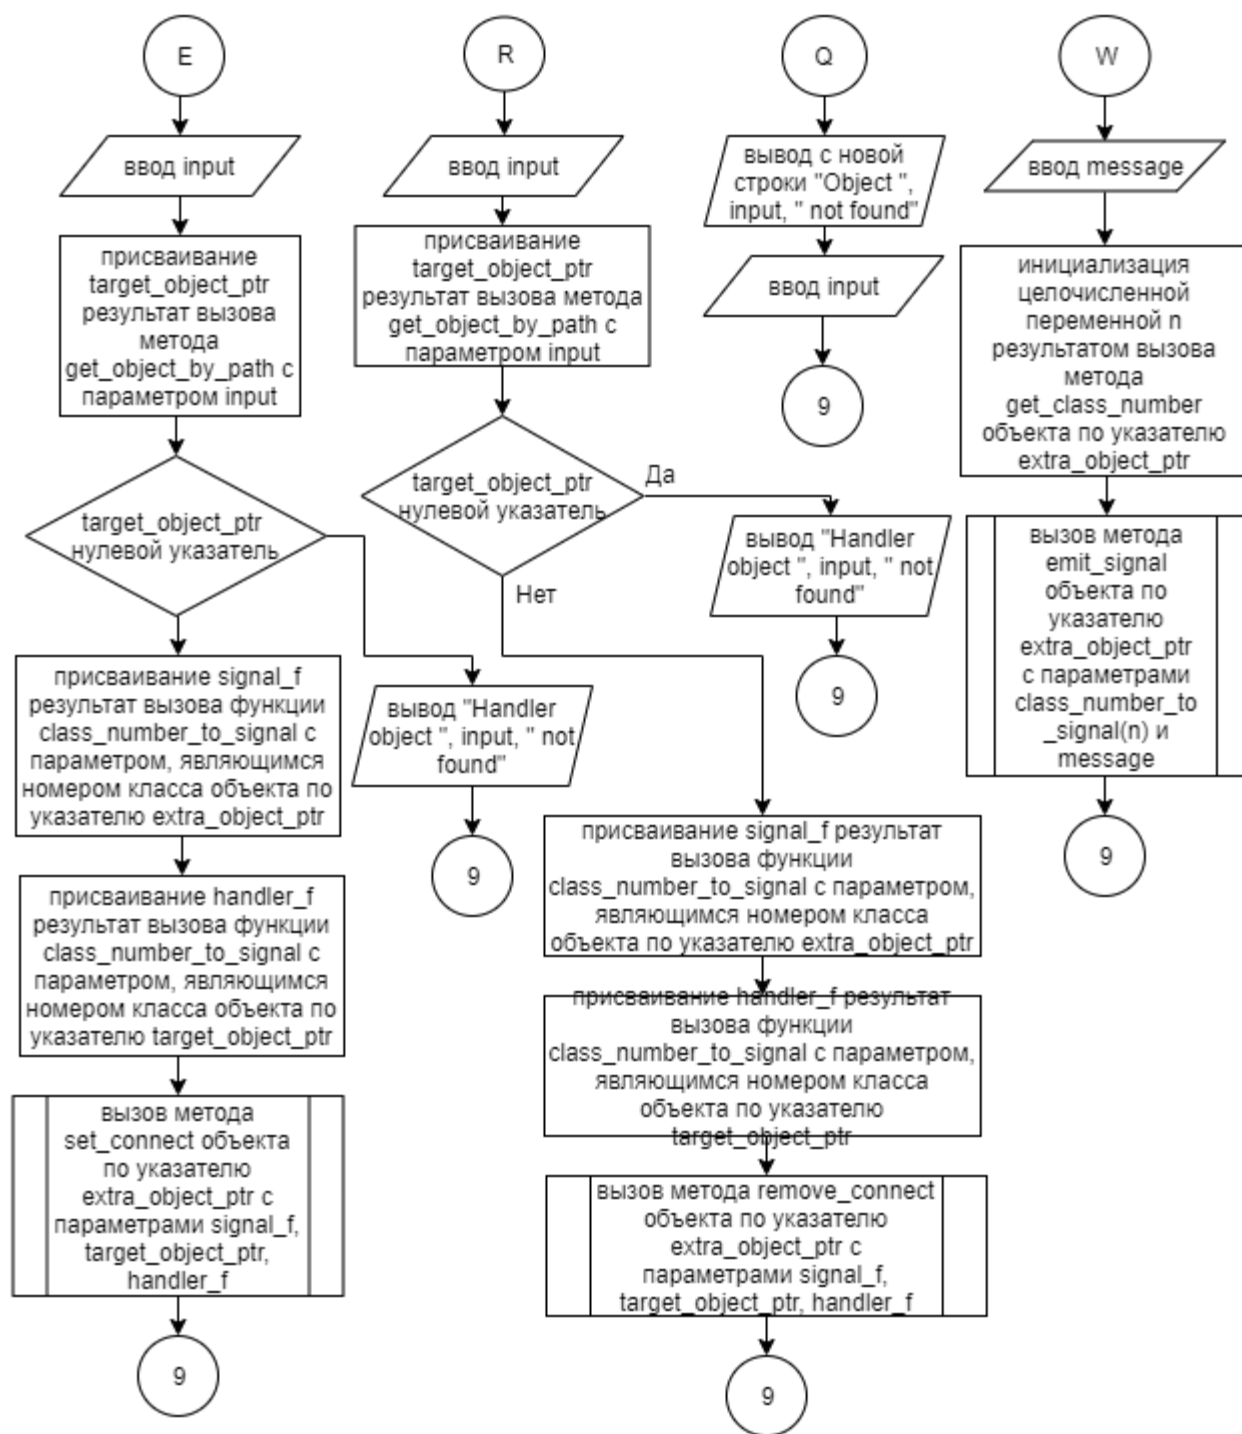 E
ввод input
присваивание
target_object_ptr
результат вызова
метода
get_object_by_path с
параметром input
target_object_ptr
нулевой указатель
присваивание signal_f
результат вызова функции
class_number_to_signal с
параметром, являющимся
номером класса объекта по
указателю extra_object_ptr
присваивание handler_f
результат вызова функции
class_number_to_signal с
параметром, являющимся
номером класса объекта по
указателю target_object_ptr
вызов метода
set_connect объекта
по указателю
extra_object_ptr с
параметрами signal_f,
target_object_ptr,
handler_f
9
вывод "Handler
object ", input, " not
found"
9
R
ввод input
присваивание
target_object_ptr
результат вызова метода
get_object_by_path с
параметром input
target_object_ptr
нулевой указатель
Да
Нет
вывод "Handler
object ", input, " not
found"
9
присваивание signal_f результат
вызова функции
class_number_to_signal с параметром,
являющимся номером класса
объекта по указателю extra_object_ptr
присваивание handler_f результат
вызова функции
class_number_to_signal с параметром,
являющимся номером класса
объекта по указателю
target_object_ptr
вызов метода remove_connect
объекта по указателю
extra_object_ptr с
параметрами signal_f,
target_object_ptr, handler_f
9
Q
вывод с новой
строки "Object ",
input, " not found"
ввод input
9
W
ввод message
инициализация
целочисленной
переменной n
результатом вызова
метода
get_class_number
объекта по указателю
extra_object_ptr
вызов метода
emit_signal
объекта по
указателю
extra_object_ptr
с параметрами
class_number_to
_signal(n) и
message
9